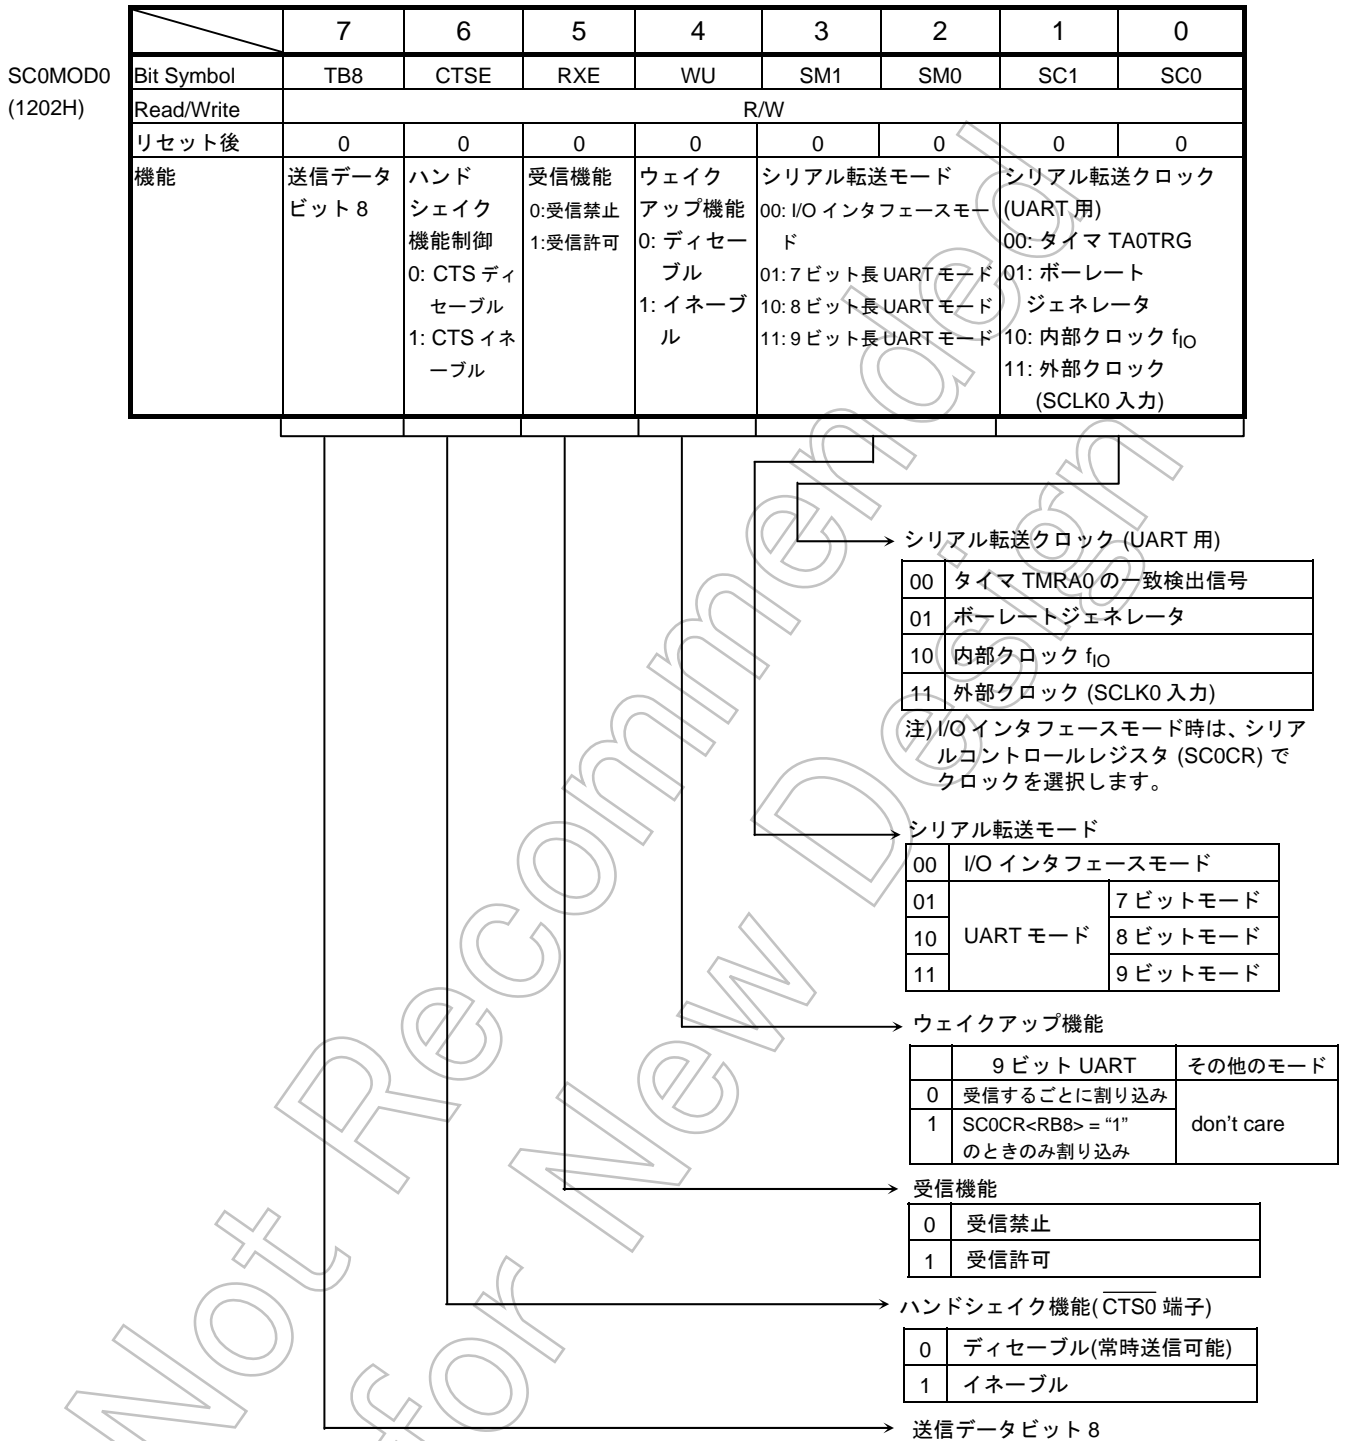 7 6 5 4 3 2 1 0
SC0MOD0 Bit Symbol TB8 CTSE RXE WU SM1 SM0 SC1 SC0
(1202H) Read/Write R/W
リセット後 0 0 0 0 0 0 0 0
機能
送信データ
ビット 8
ハンド
シェイク
機能制御
0: CTS ディ
セーブル
1: CTS イネ
ーブル
受信機能
0:受信禁止
1:受信許可
ウェイク
アップ機能
0: ディセー
ブル
1: イネーブ
ル
シリアル転送モード
00: I/O インタフェースモー
ド
01: 7 ビット長 UART モード
10: 8 ビット長 UART モード
11: 9 ビット長 UART モード
シリアル転送クロック
(UART 用)
00: タイマ TA0TRG
01: ボーレート
ジェネレータ
10: 内部クロック fIO
11: 外部クロック
(SCLK0 入力)
シリアル転送クロック (UART 用)
00 タイマ TMRA0 の一致検出信号
01 ボーレートジェネレータ
10 内部クロック fIO
11 外部クロック (SCLK0 入力)
注) I/O インタフェースモード時は、シリア
ルコントロールレジスタ (SC0CR) で
クロックを選択します。
シリアル転送モード
00 I/O インタフェースモード
01 7 ビットモード
10 UART モード 8 ビットモード
11 9 ビットモード
ウェイクアップ機能
9 ビット UART その他のモード
0 受信するごとに割り込み
1 SC0CR<RB8> = “1” don't care
のときのみ割り込み
受信機能
0 受信禁止
1 受信許可
ハンドシェイク機能( CTS0 端子)
0 ディセーブル(常時送信可能)
1 イネーブル
送信データビット 8
Not Recommended
for New Design